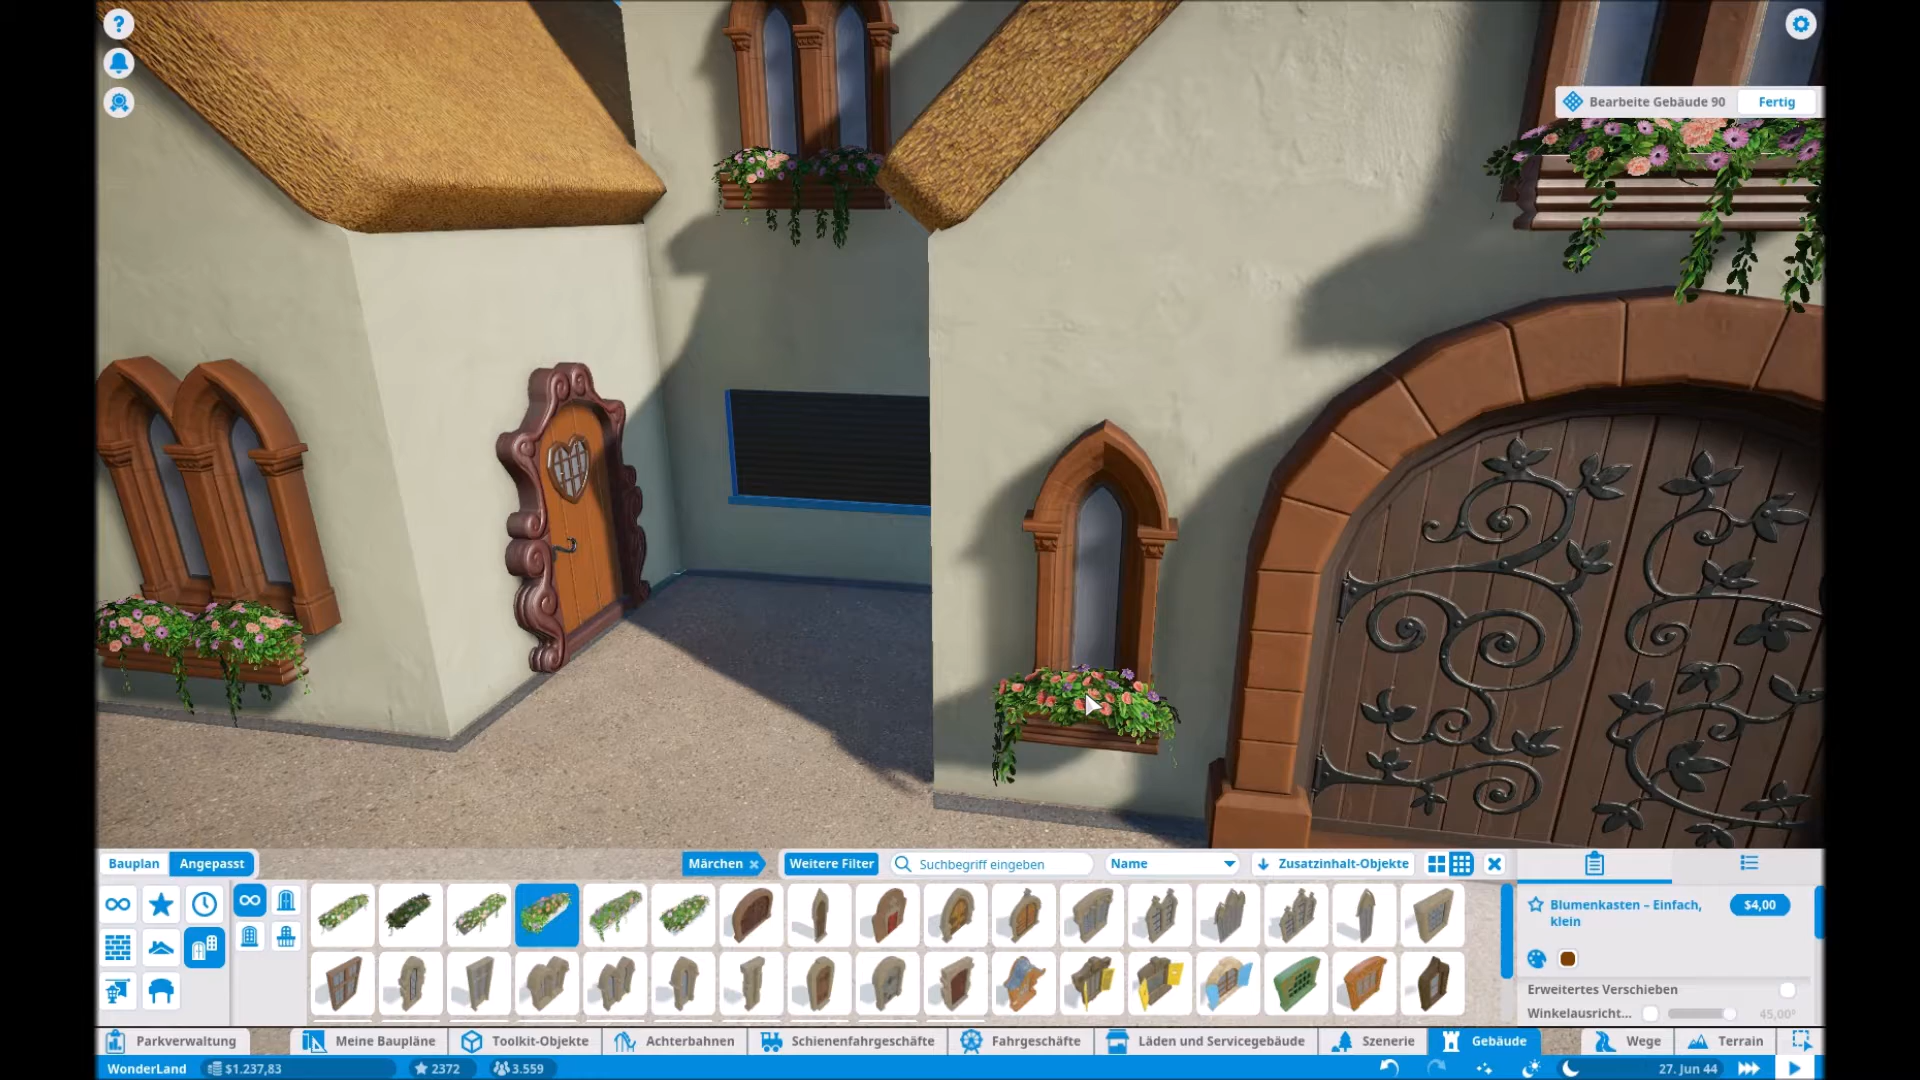 ?
Bearbeite Gebäude 90
Fertig
Bauplan
Angepasst
Märchen ×
Weitere Filter
Suchbegriff eingeben
Name
Zusatzinhalt-Objekte
Blumenkasten – Einfach,
klein
$4,00
Erweitertes Verschieben
Winkelausricht...
45,00°
Parkverwaltung
Meine Baupläne
Toolkit-Objekte
Achterbahnen
Schienenfahrgeschäfte
Fahrgeschäfte
Läden und Servicegebäude
Szenerie
Gebäude
Wege
Terrain
WonderLand
$1.237,83
2372
3.559
27. Jun 44